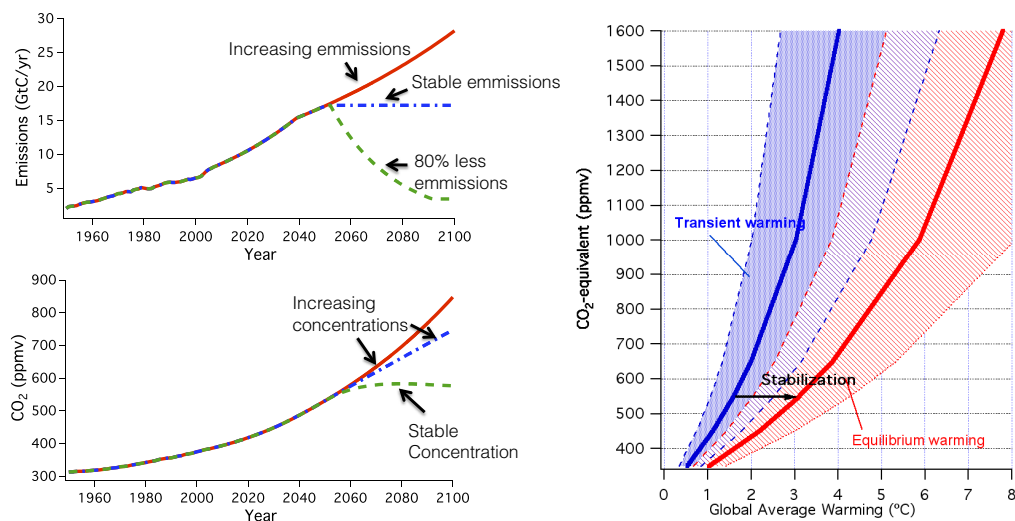 30
25
20
15
10
5
Emissions (GtC/yr)
Increasing emmissions
Stable emmissions
80% less
emmissions
1960 1980 2000 2020 2040 2060 2080 2100
Year
900
800
700
600
500
400
300
CO2 (ppmv)
Increasing
concentrations
Stable
Concentration
1960 1980 2000 2020 2040 2060 2080 2100
Year
1600
1500
1400
1300
1200
1100
1000
900
800
700
600
500
400
CO2-equivalent (ppmv)
Transient warming
Stabilization
Equilibrium warming
0 1 2 3 4 5 6 7 8
Global Average Warming (ºC)